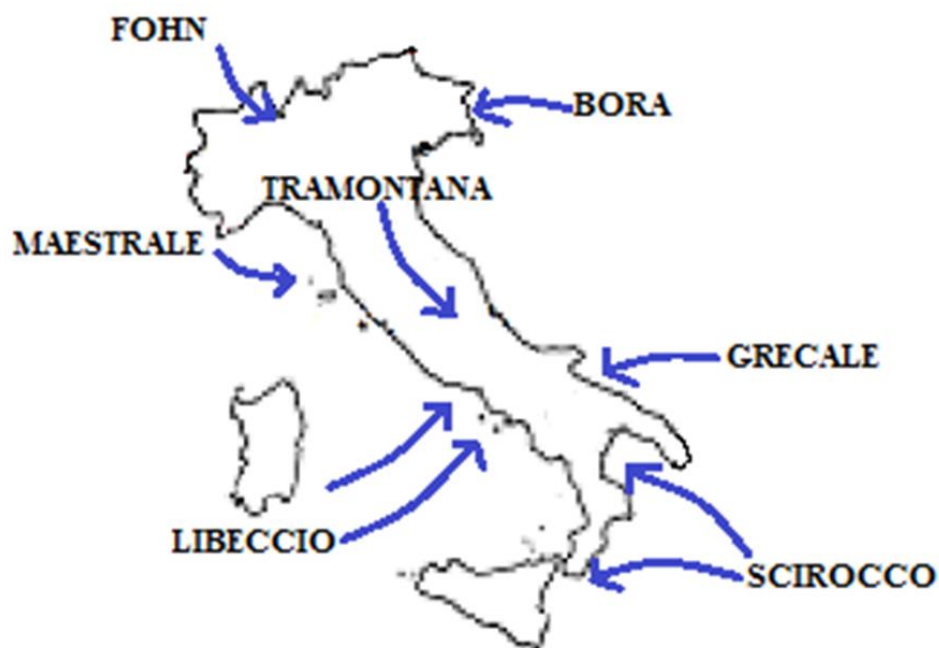 FOHN
BORA
TRAMONTANA
MAESTRALE
GRECALE
LIBECCIO
SCIROCCO